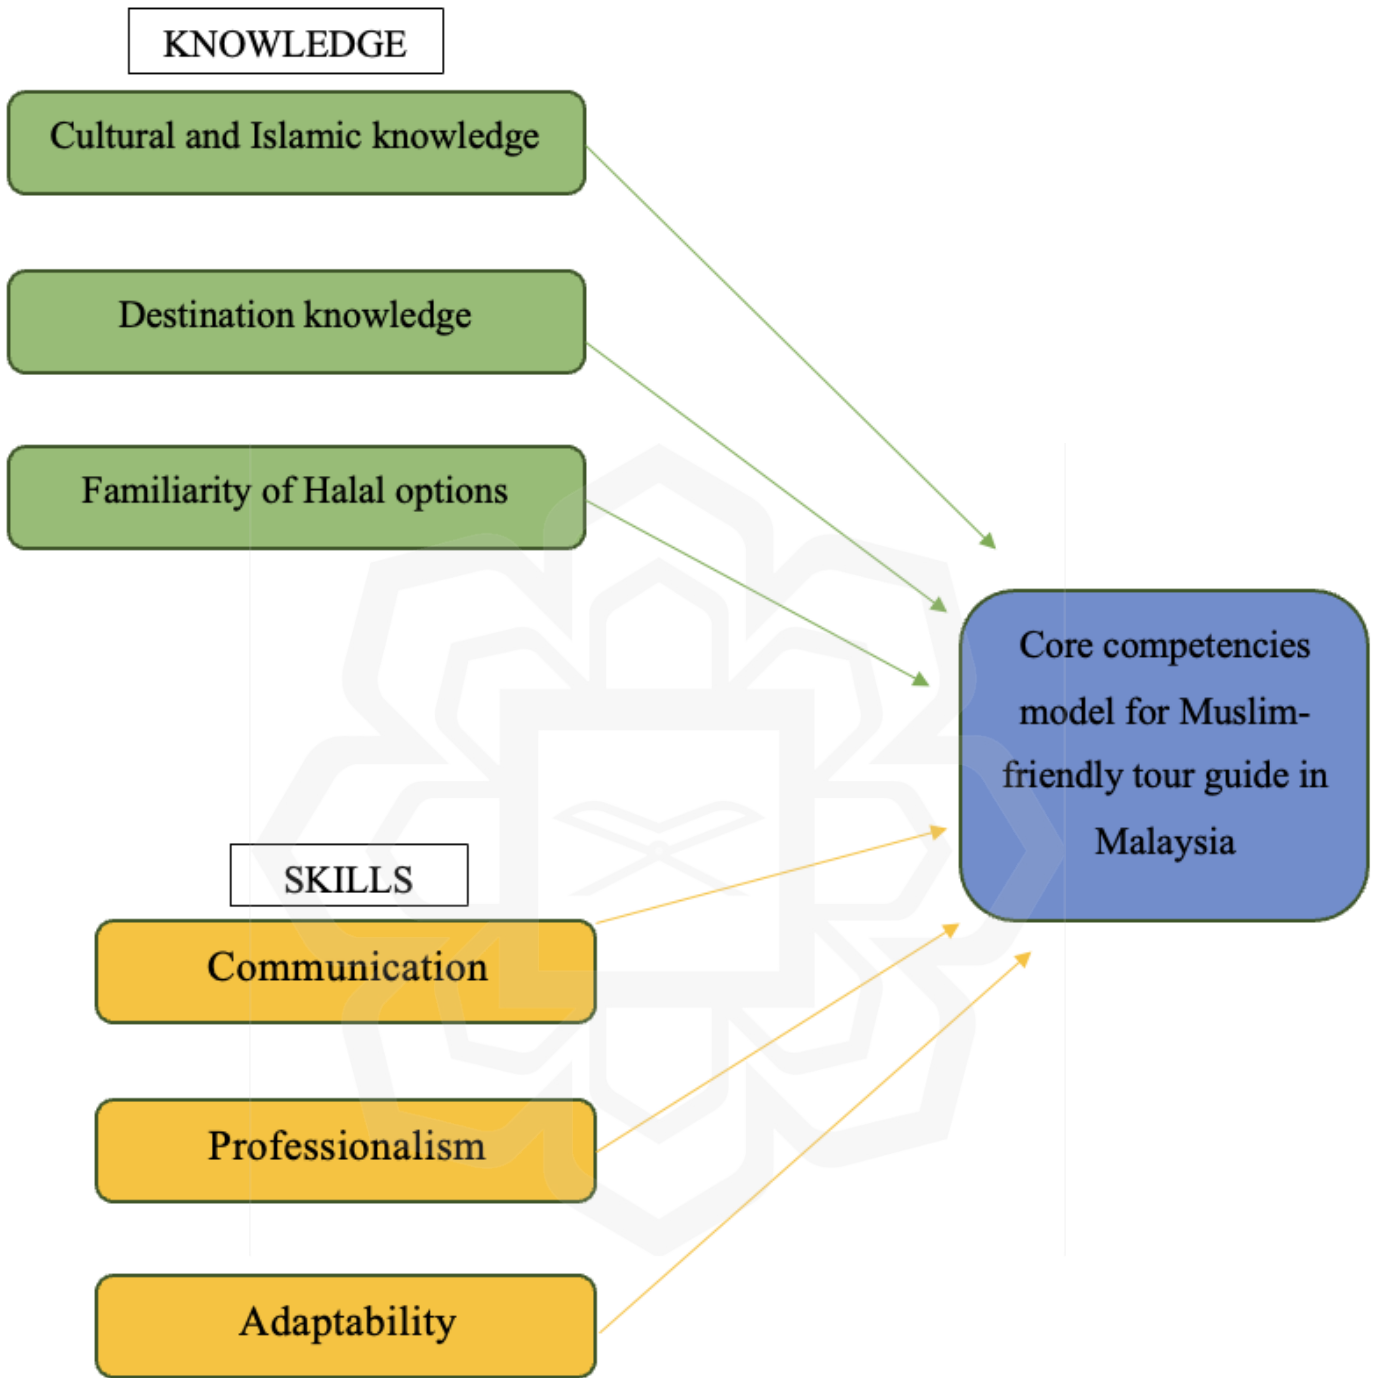 KNOWLEDGE
Cultural and Islamic knowledge
Destination knowledge
Familiarity of Halal options
Core competencies
model for Muslim-
friendly tour guide in
Malaysia
SKILLS
Communication
Professionalism
Adaptability